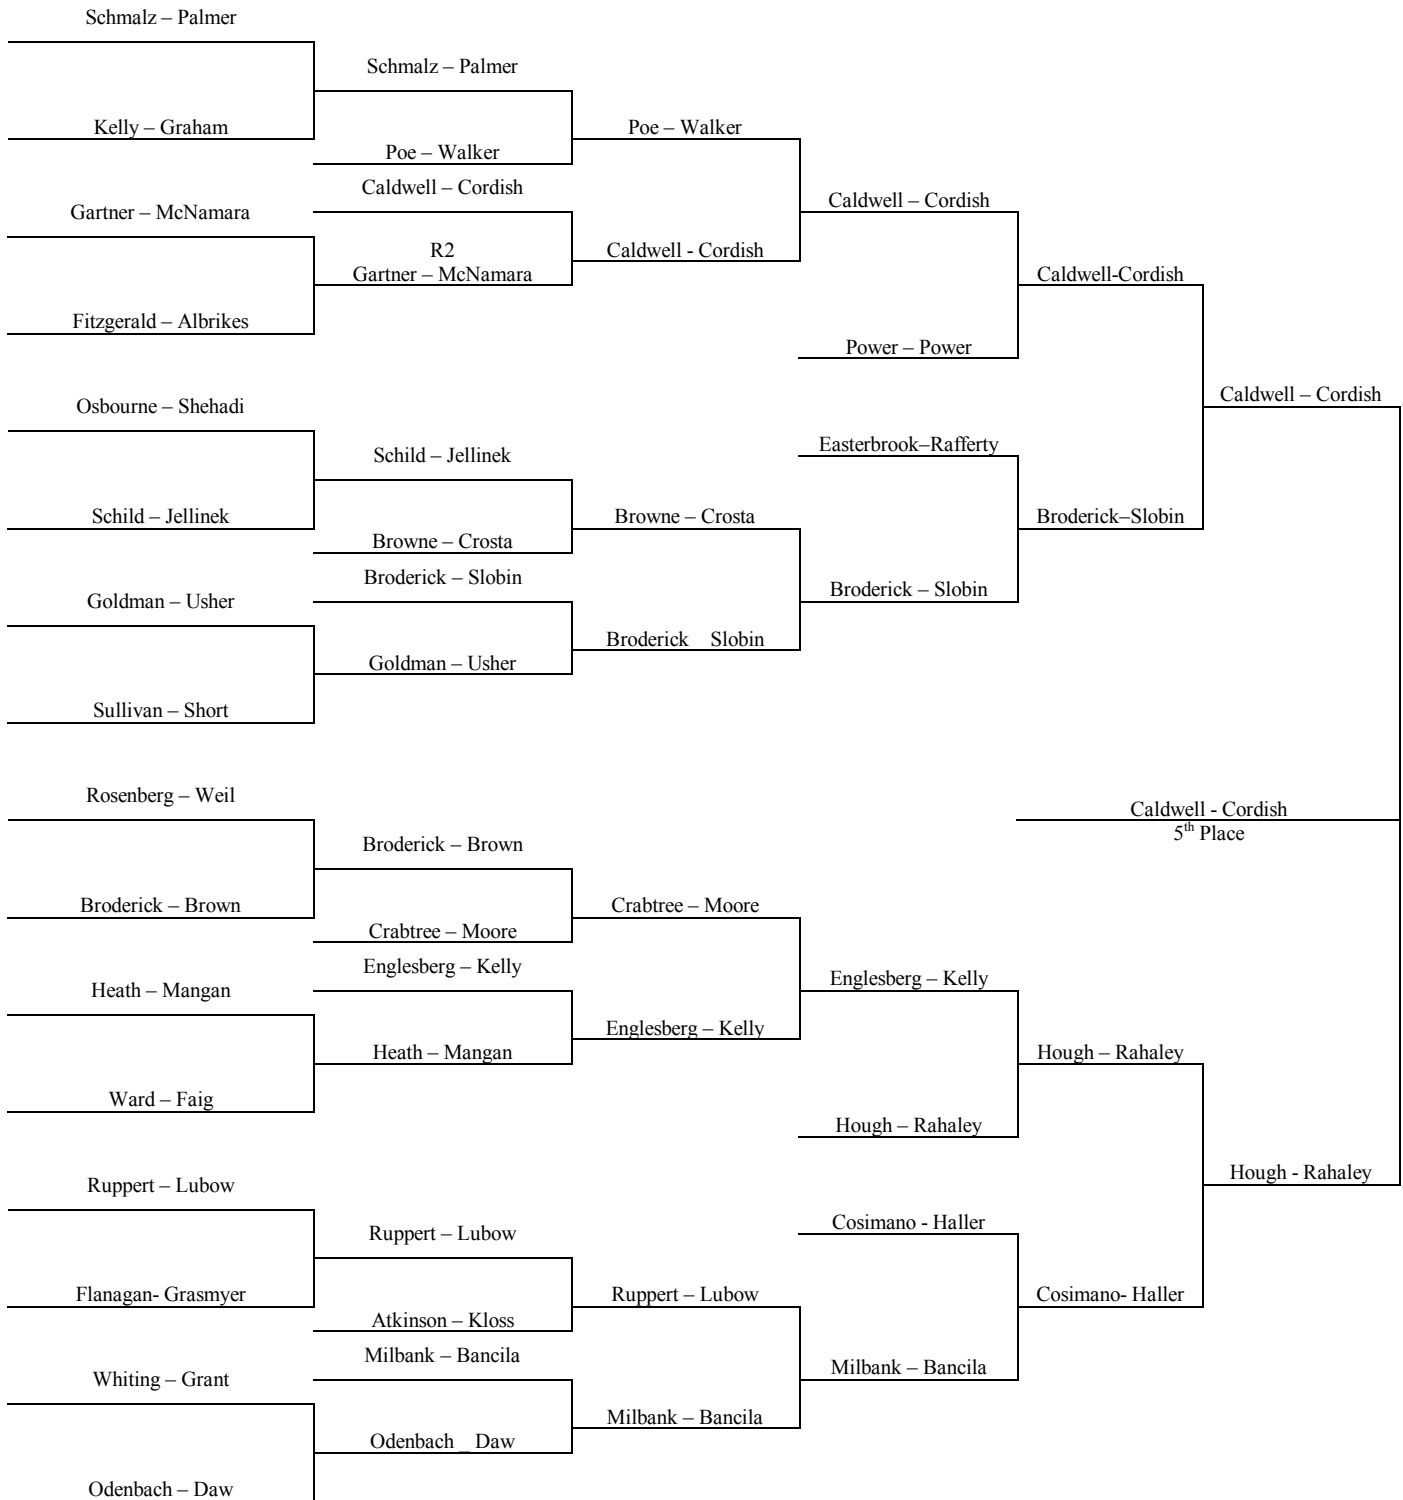 Schmalz – Palmer
Schmalz – Palmer
Kelly – Graham
Poe – Walker
Poe – Walker
Caldwell – Cordish
Caldwell – Cordish
Gartner – McNamara
R2
Gartner – McNamara
Caldwell - Cordish
Caldwell-Cordish
Fitzgerald – Albrikes
Power – Power
Caldwell – Cordish
Osbourne – Shehadi
Easterbrook–Rafferty
Schild – Jellinek
Schild – Jellinek
Browne – Crosta
Broderick–Slobin
Browne – Crosta
Broderick – Slobin
Broderick – Slobin
Goldman – Usher
Broderick _ Slobin
Goldman – Usher
Sullivan – Short
Rosenberg – Weil
Caldwell - Cordish
5th Place
Broderick – Brown
Broderick – Brown
Crabtree – Moore
Crabtree – Moore
Englesberg – Kelly
Englesberg – Kelly
Heath – Mangan
Englesberg – Kelly
Heath – Mangan
Hough – Rahaley
Ward – Faig
Hough – Rahaley
Hough - Rahaley
Ruppert – Lubow
Cosimano - Haller
Ruppert – Lubow
Flanagan- Grasmyer
Ruppert – Lubow
Cosimano- Haller
Atkinson – Kloss
Milbank – Bancila
Milbank – Bancila
Whiting – Grant
Milbank – Bancila
Odenbach _ Daw
Odenbach – Daw